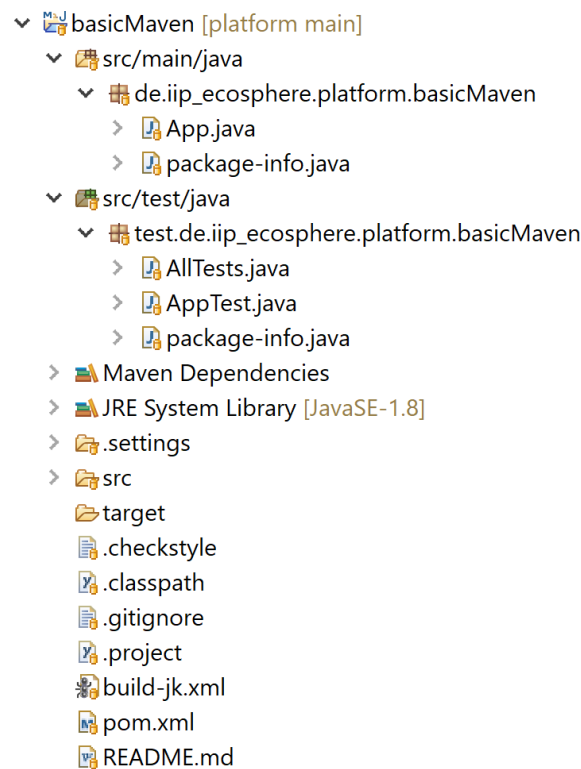 basicMaven [platform main]
src/main/java
de.iip_ecosphere.platform.basicMaven
App.java
package-info.java
src/test/java
test.de.iip_ecosphere.platform.basicMaven
AllTests.java
AppTest.java
package-info.java
Maven Dependencies
JRE System Library [JavaSE-1.8]
.settings
src
target
.checkstyle
.classpath
.gitignore
.project
build-jk.xml
pom.xml
README.md